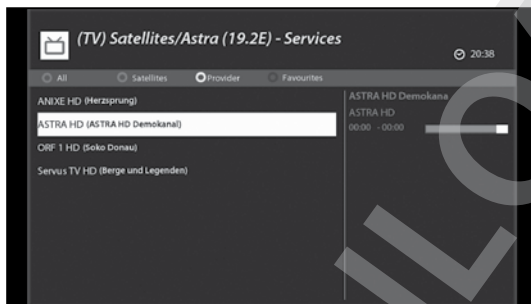 (TV) Satellites/Astra (19.2E) - Services
20:38
All Satellites Provider Favourites
ANIXE HD (Herzsprung)
ASTRA HD (ASTRA HD Demokanal)
ORF 1 HD (Soko Donau)
Servus TV HD (Berge und Legenden)
ASTRA HD Demokana
ASTRA HD
00:00 - 00:00